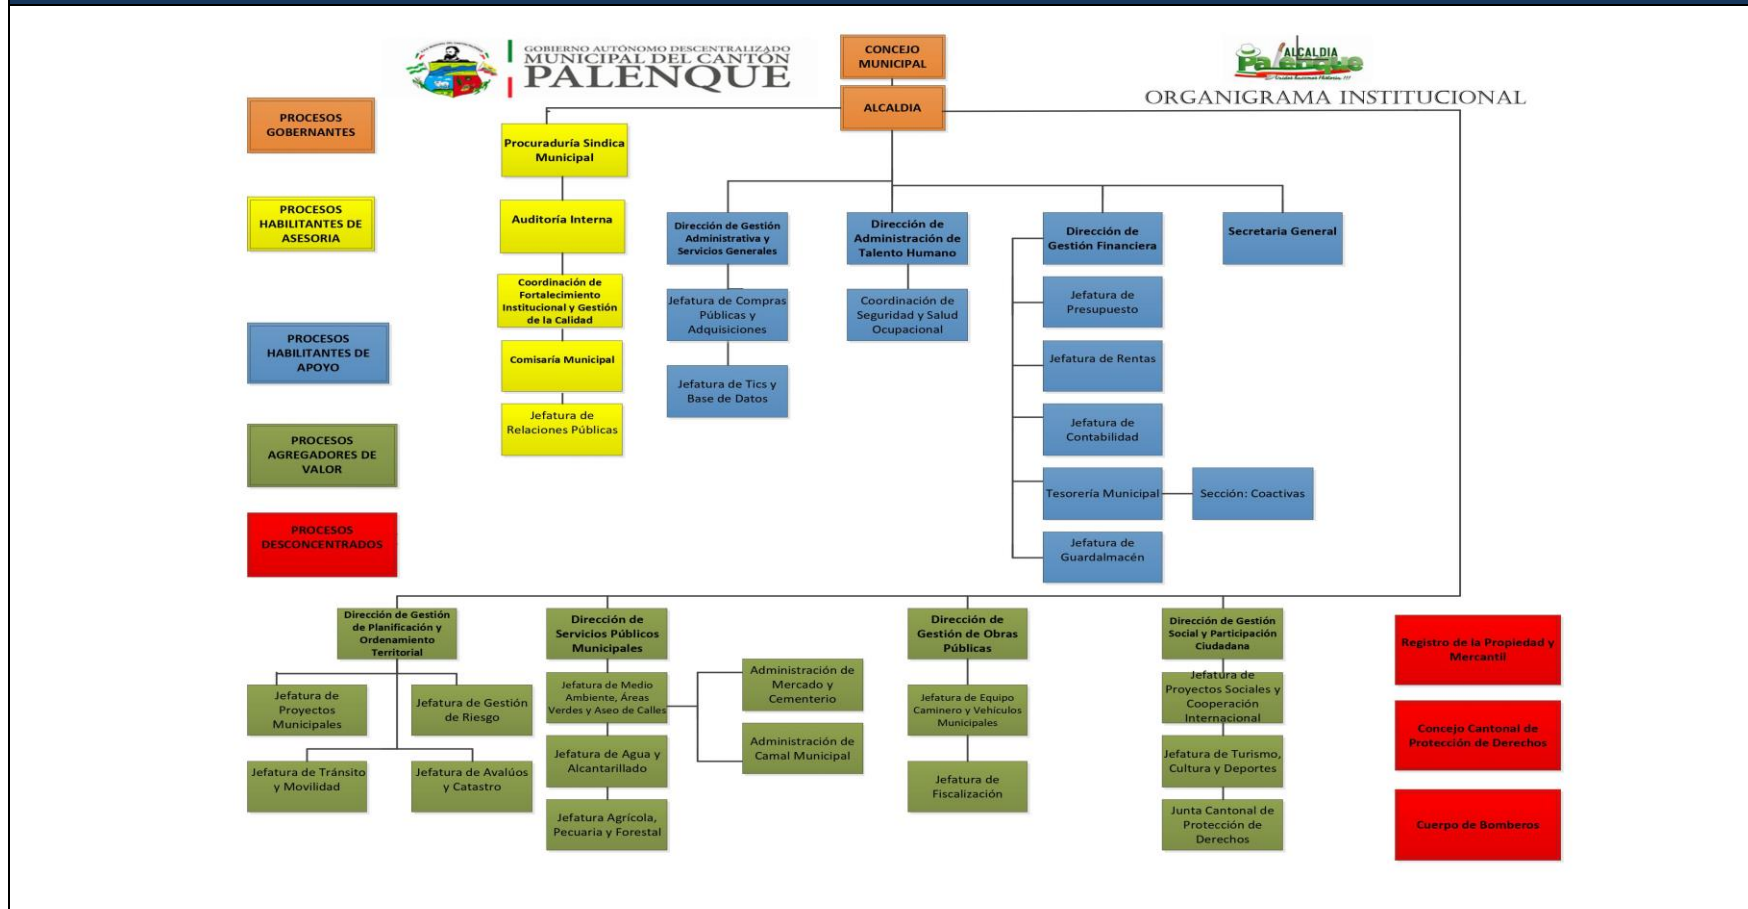 GOBIERNO AUTÓNOMO DESCENTRALIZADO
MUNICIPAL DEL CANTÓN
PALENQUE
CONCEJO
MUNICIPAL
ALCALDIA
ALCALDIA
Palenque
ORGANIGRAMA INSTITUCIONAL
PROCESOS
GOBERNANTES
PROCESOS
HABILITANTES DE
ASESORIA
PROCESOS
HABILITANTES DE
APOYO
PROCESOS
AGREGADORES DE
VALOR
PROCESOS
DESCONCENTRADOS
Procuraduría Sindica
Municipal
Auditoría Interna
Coordinación de
Fortalecimiento
Institucional y Gestión
de la Calidad
Comisaría Municipal
Jefatura de
Relaciones Públicas
Dirección de Gestión
Administrativa y
Servicios Generales
Jefatura de Compras
Públicas y
Adquisiciones
Jefatura de Tics y
Base de Datos
Dirección de
Administración de
Talento Humano
Coordinación de
Seguridad y Salud
Ocupacional
Dirección de
Gestión Financiera
Jefatura de
Presupuesto
Jefatura de Rentas
Jefatura de
Contabilidad
Tesorería Municipal
Sección: Coactivas
Jefatura de
Guardalmacén
Secretaria General
Dirección de Gestión
de Planificación y
Ordenamiento
Territorial
Jefatura de
Proyectos
Municipales
Jefatura de Gestión
de Riesgo
Jefatura de Tránsito
y Movilidad
Jefatura de Avalúos
y Catastro
Dirección de
Servicios Públicos
Municipales
Jefatura de Medio
Ambiente, Áreas
Verdes y Aseo de Calles
Jefatura de Agua y
Alcantarillado
Jefatura Agrícola,
Pecuaria y Forestal
Administración de
Mercado y
Cementerio
Administración de
Camal Municipal
Dirección de
Gestión de Obras
Públicas
Jefatura de Equipo
Caminero y Vehículos
Municipales
Jefatura de
Fiscalización
Dirección de Gestión
Social y Participación
Ciudadana
Jefatura de
Proyectos Sociales y
Cooperación
Internacional
Jefatura de Turismo,
Cultura y Deportes
Junta Cantonal de
Protección de
Derechos
Registro de la Propiedad y
Mercantil
Concejo Cantonal de
Protección de Derechos
Cuerpo de Bomberos